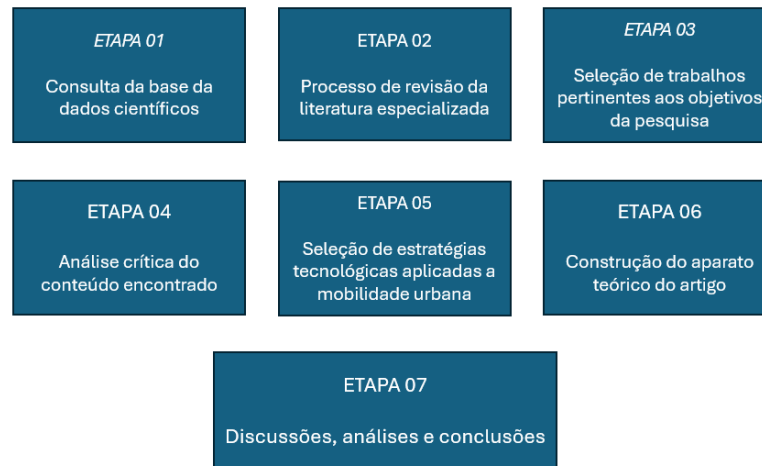 ETAPA 01
Consulta da base da
dados científicos
ETAPA 02
Processo de revisão da
literatura especializada
ETAPA 03
Seleção de trabalhos
pertinentes aos objetivos
da pesquisa
ETAPA 04
Análise crítica do
conteúdo encontrado
ETAPA 05
Seleção de estratégias
tecnológicas aplicadas a
mobilidade urbana
ETAPA 06
Construção do aparato
teórico do artigo
ETAPA 07
Discussões, análises e conclusões